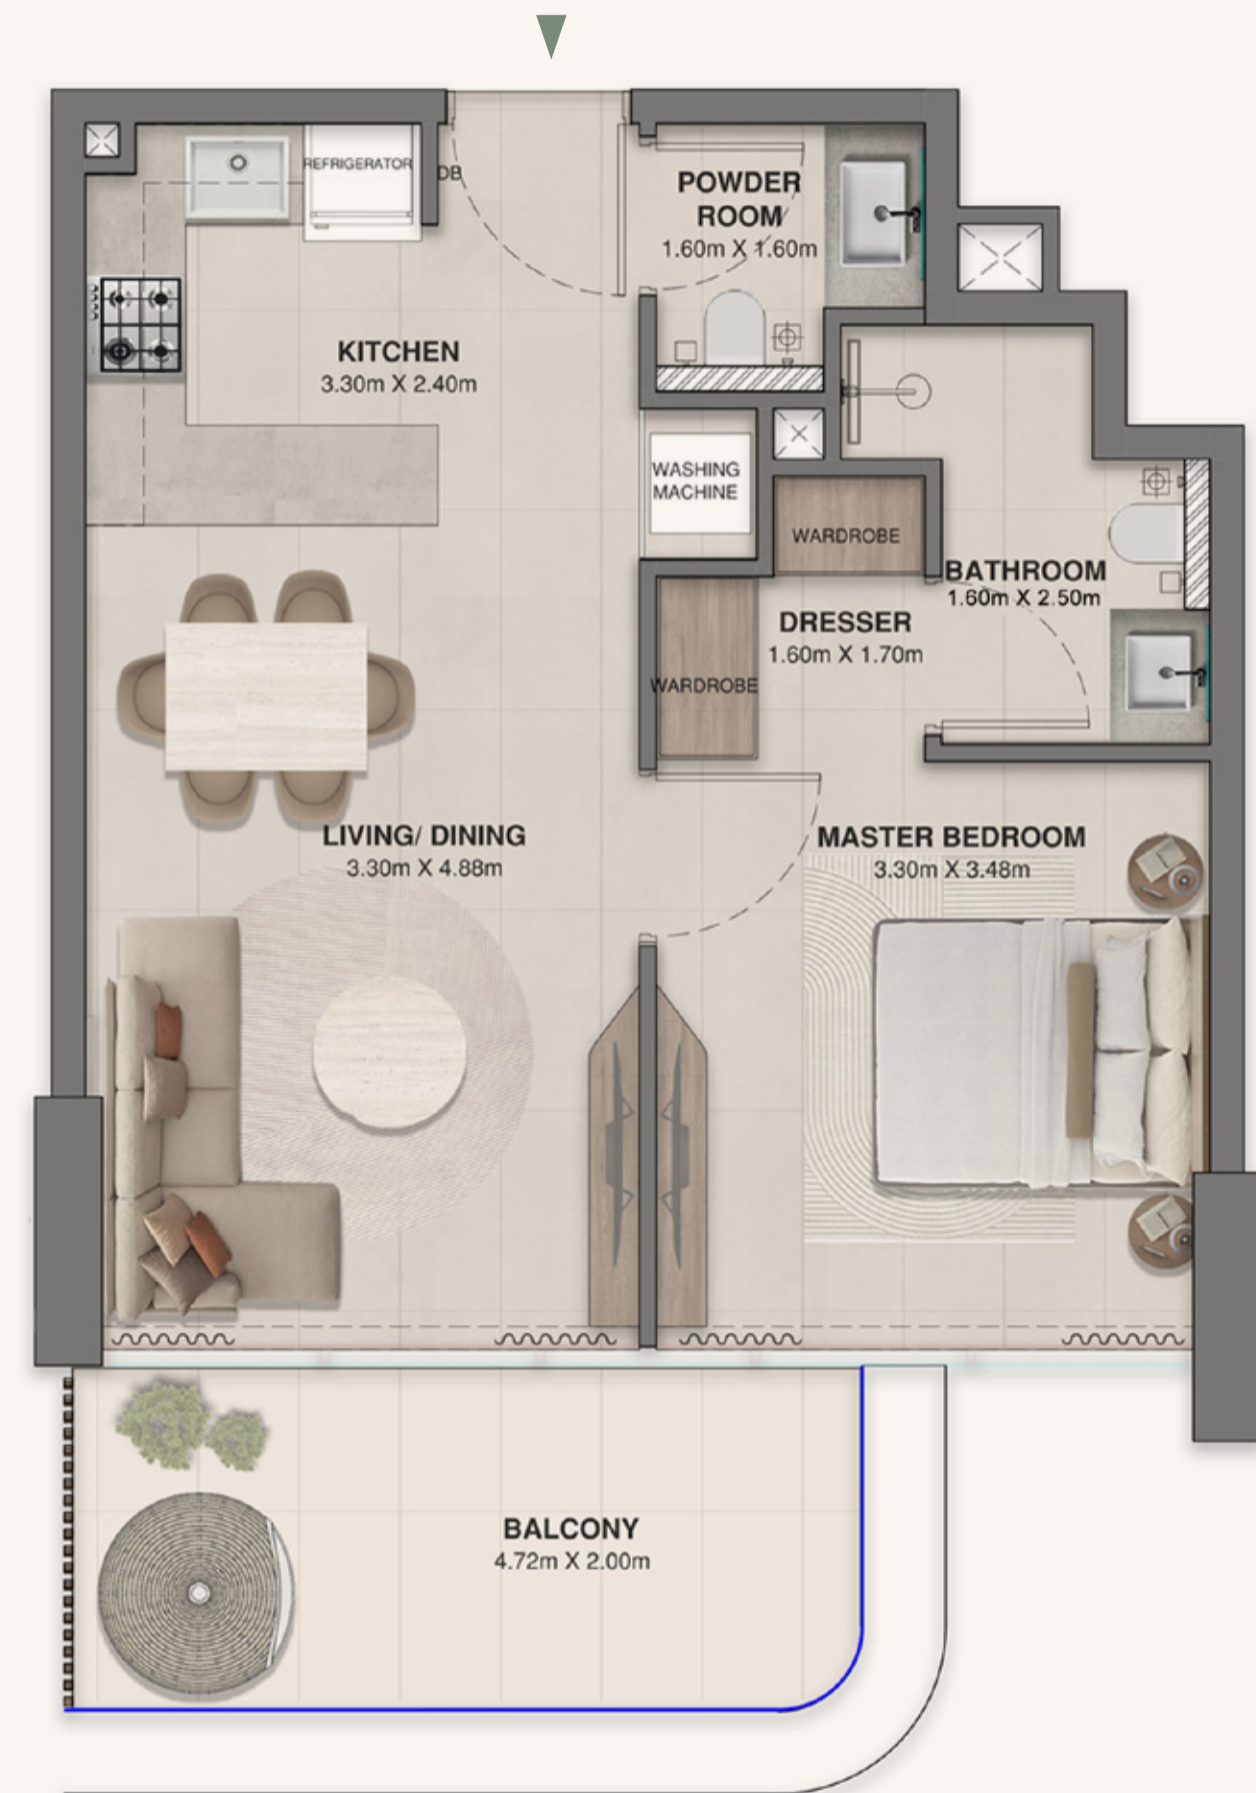 REFRIGERATOR
DB
POWDER
ROOM
1.60m X 1.60m
KITCHEN
3.30m X 2.40m
WASHING
MACHINE
WARDROBE
BATHROOM
1.60m X 2.50m
DRESSER
1.60m X 1.70m
WARDROBE
LIVING/ DINING
3.30m X 4.88m
MASTER BEDROOM
3.30m X 3.48m
BALCONY
4.72m X 2.00m